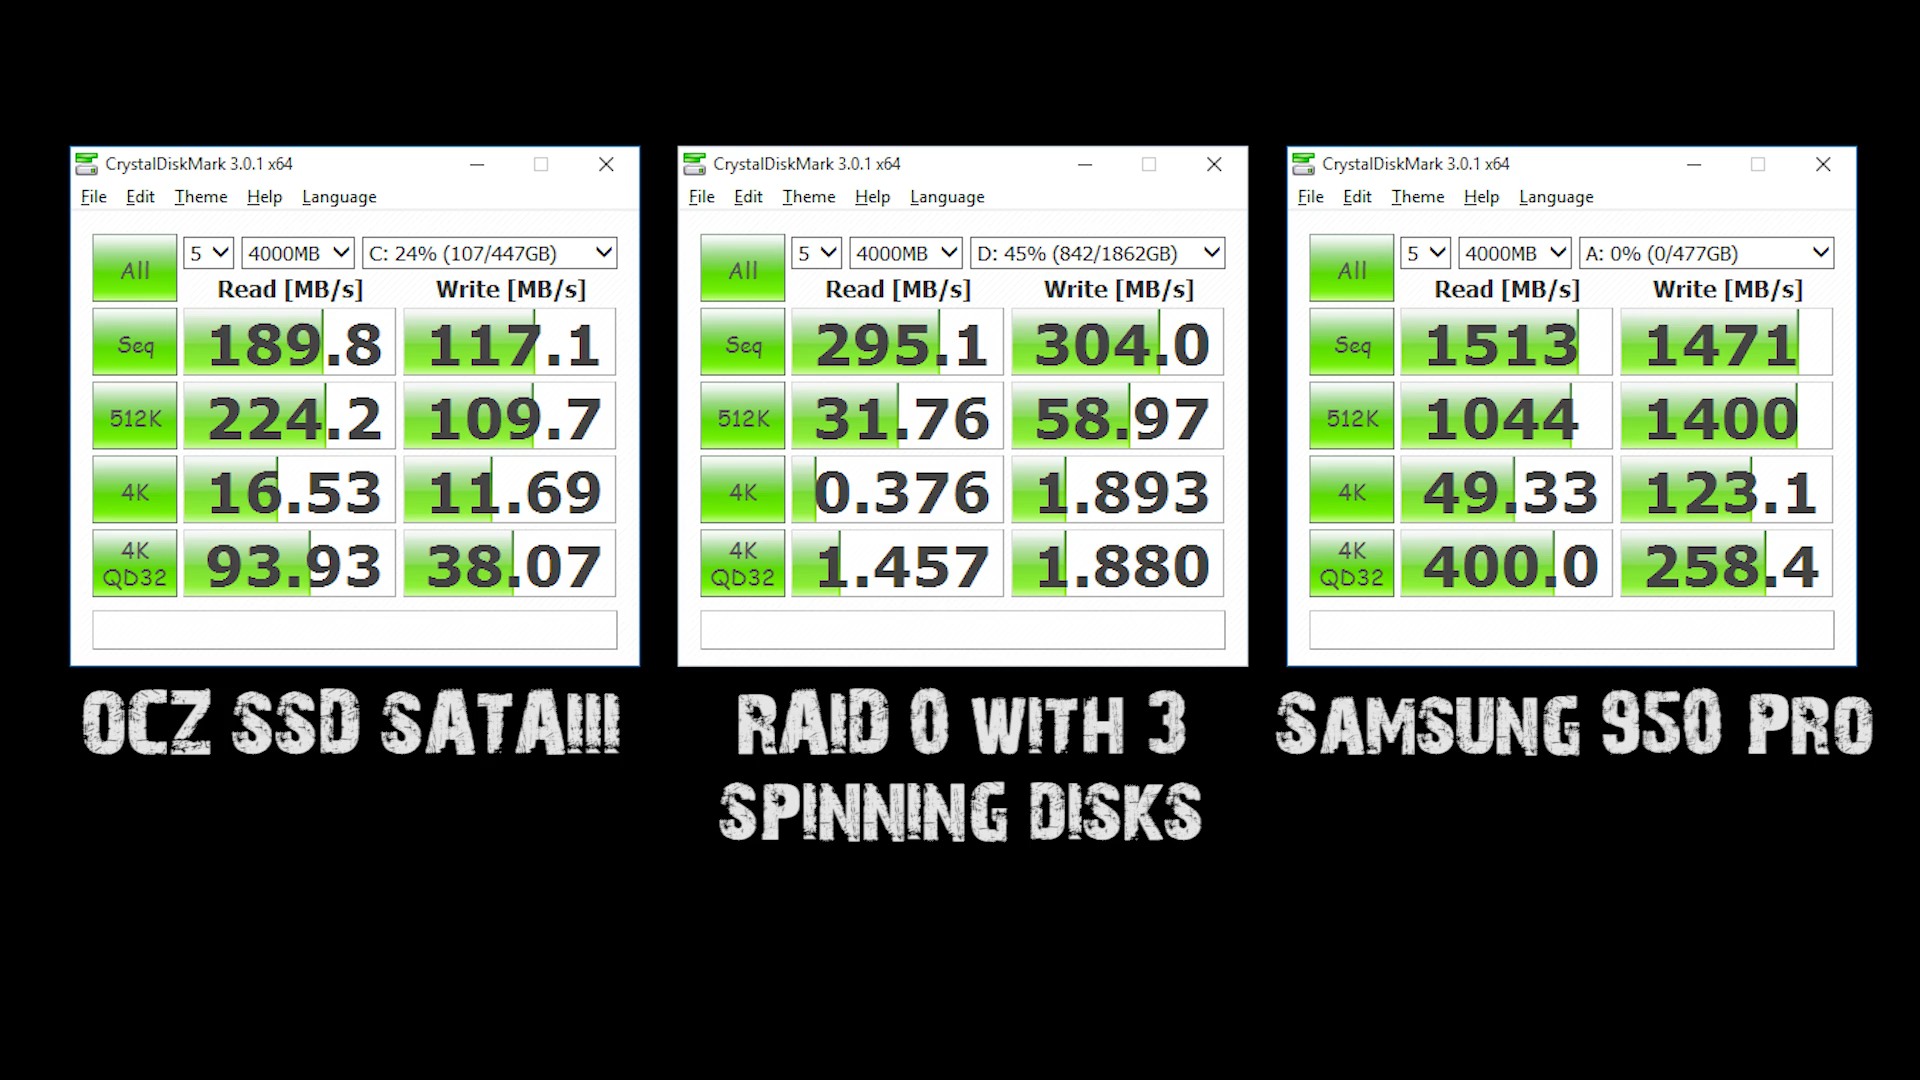 CrystalDiskMark 3.0.1 x64
File Edit Theme Help Language
All 5 4000MB C: 24% (107/447GB)
Read [MB/s] Write [MB/s]
Seq 189.8 117.1
512K 224.2 109.7
4K 16.53 11.69
4K QD32 93.93 38.07
OCZ SSD SATAIII
CrystalDiskMark 3.0.1 x64
File Edit Theme Help Language
All 5 4000MB D: 45% (842/1862GB)
Read [MB/s] Write [MB/s]
Seq 295.1 304.0
512K 31.76 58.97
4K 0.376 1.893
4K QD32 1.457 1.880
RAID 0 WITH 3
SPINNING DISKS
CrystalDiskMark 3.0.1 x64
File Edit Theme Help Language
All 5 4000MB A: 0% (0/477GB)
Read [MB/s] Write [MB/s]
Seq 1513 1471
512K 1044 1400
4K 49.33 123.1
4K QD32 400.0 258.4
SAMSUNG 950 PRO